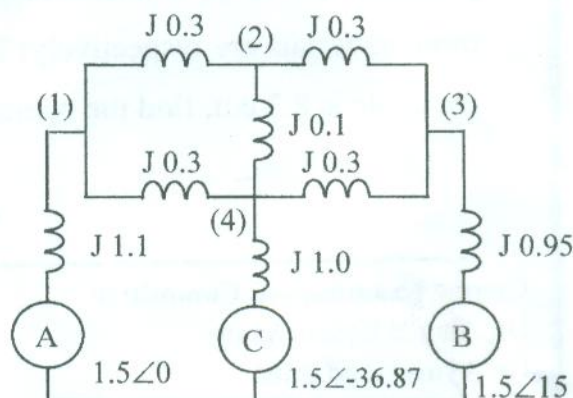 J 0.3 (2) J 0.3
(1) (3)
J 0.1
J 0.3 J 0.3
(4)
J 1.1 J 1.0 J 0.95
A C B
1.5∠0 1.5∠-36.87 1.5∠15